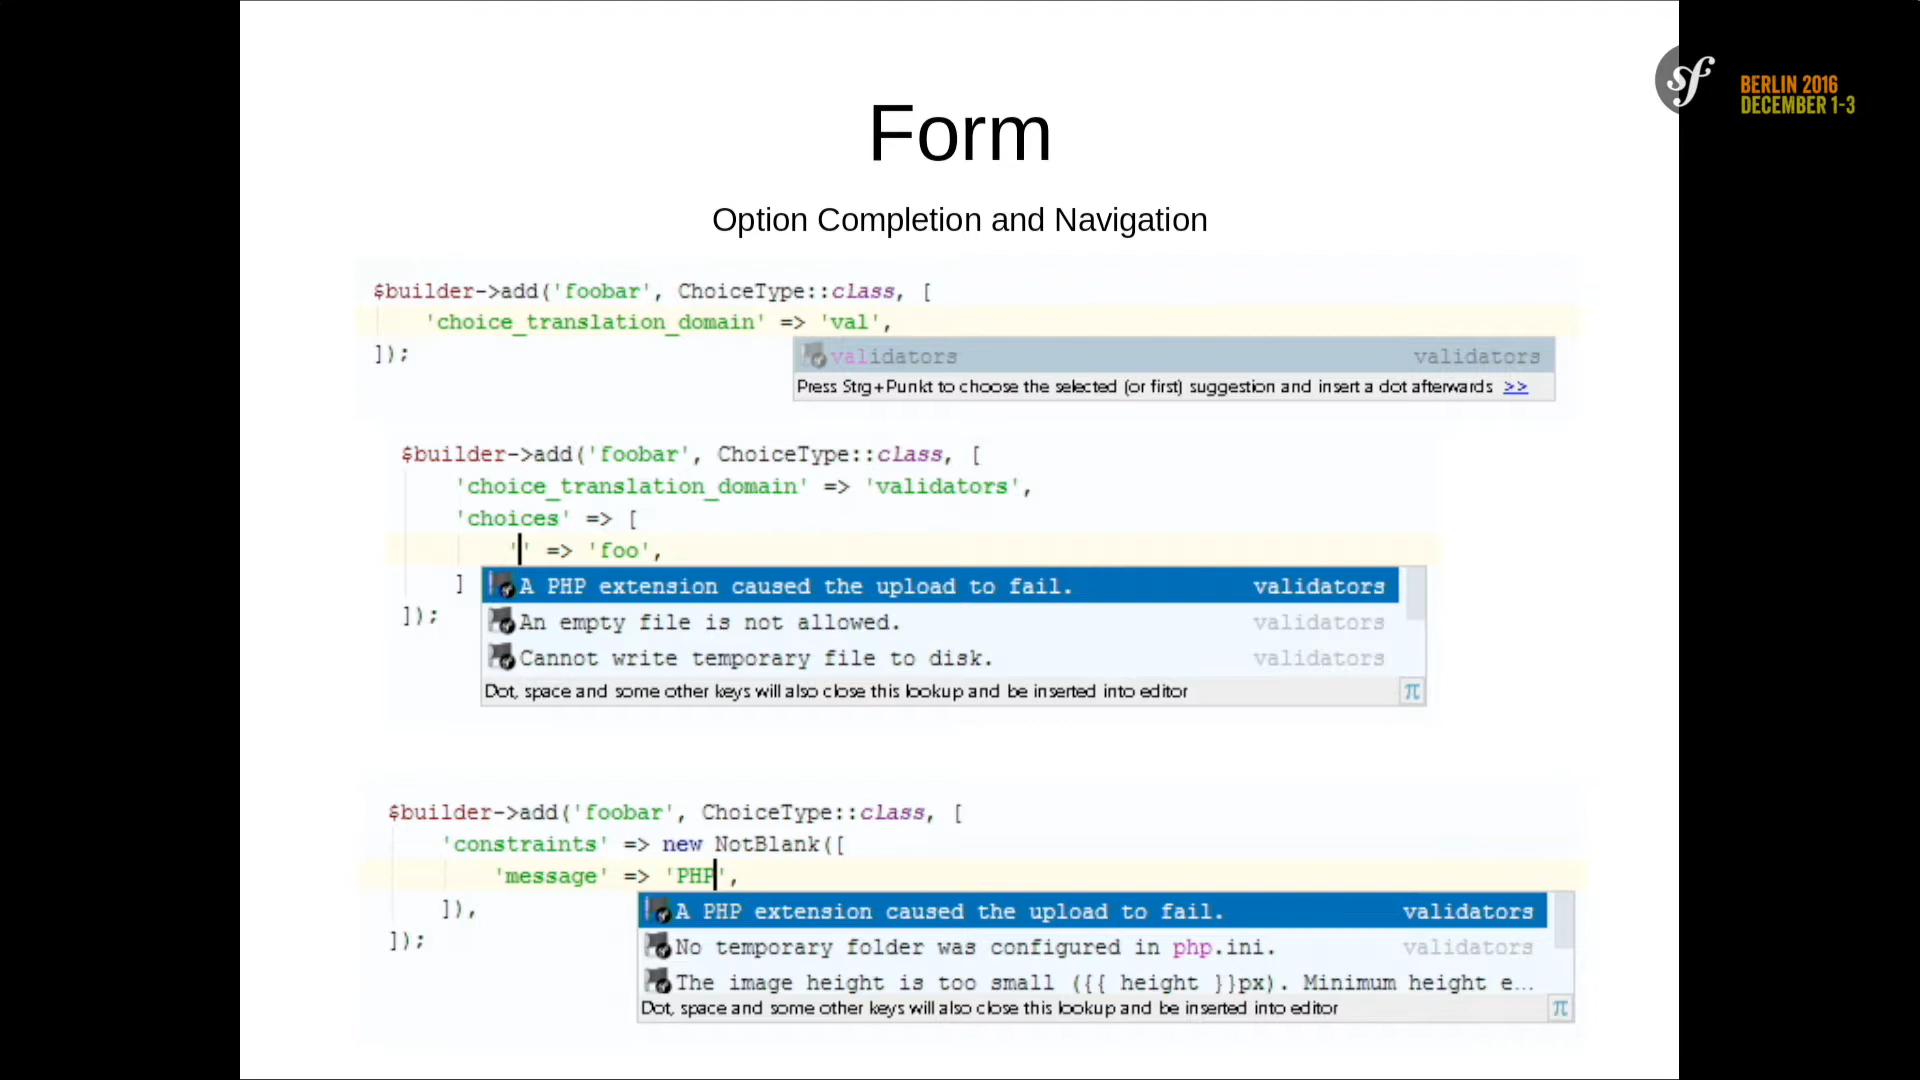 sf
BERLIN 2016
DECEMBER 1-3
Form
Option Completion and Navigation
$builder->add('foobar', ChoiceType::class, [
'choice_translation_domain' => 'val',
]);
validators validators
Press Strg+Punkt to choose the selected (or first) suggestion and insert a dot afterwards >>
$builder->add('foobar', ChoiceType::class, [
'choice_translation_domain' => 'validators',
'choices' => [
'' => 'foo',
]
]);
A PHP extension caused the upload to fail. validators
An empty file is not allowed. validators
Cannot write temporary file to disk. validators
Dot, space and some other keys will also close this lookup and be inserted into editor π
$builder->add('foobar', ChoiceType::class, [
'constraints' => new NotBlank([
'message' => 'PHP',
]),
]);
A PHP extension caused the upload to fail. validators
No temporary folder was configured in php.ini. validators
The image height is too small ({{ height }}px). Minimum height e...
Dot, space and some other keys will also close this lookup and be inserted into editor π